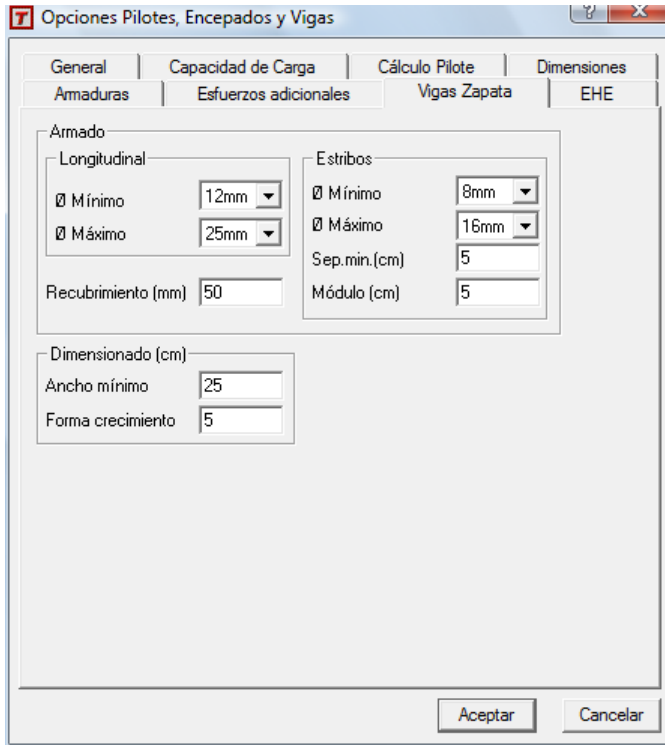 Opciones Pilotes, Encepados y Vigas
General Capacidad de Carga Cálculo Pilote Dimensiones
Armaduras Esfuerzos adicionales Vigas Zapata EHE
Armado
Longitudinal
Ø Mínimo 12mm
Ø Máximo 25mm
Recubrimiento (mm) 50
Estribos
Ø Mínimo 8mm
Ø Máximo 16mm
Sep.min.(cm) 5
Módulo (cm) 5
Dimensionado (cm)
Ancho mínimo 25
Forma crecimiento 5
Aceptar Cancelar